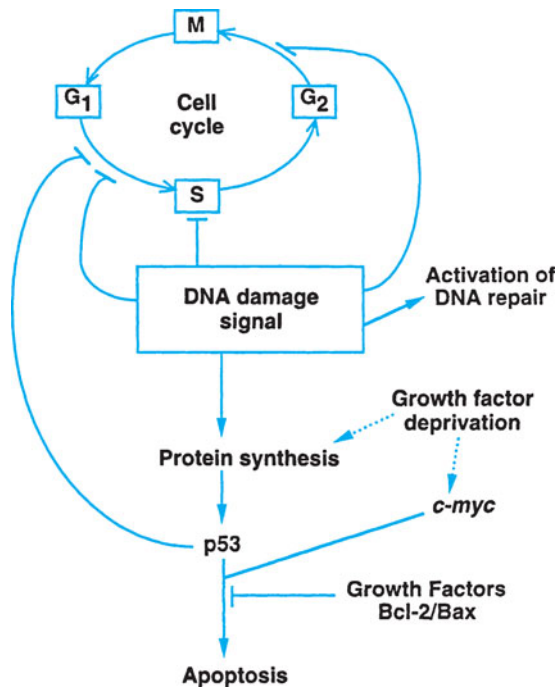 M
G1
G2
Cell
cycle
S
DNA damage
signal
Activation of
DNA repair
Growth factor
deprivation
Protein synthesis
c-myc
p53
Growth Factors
Bcl-2/Bax
Apoptosis